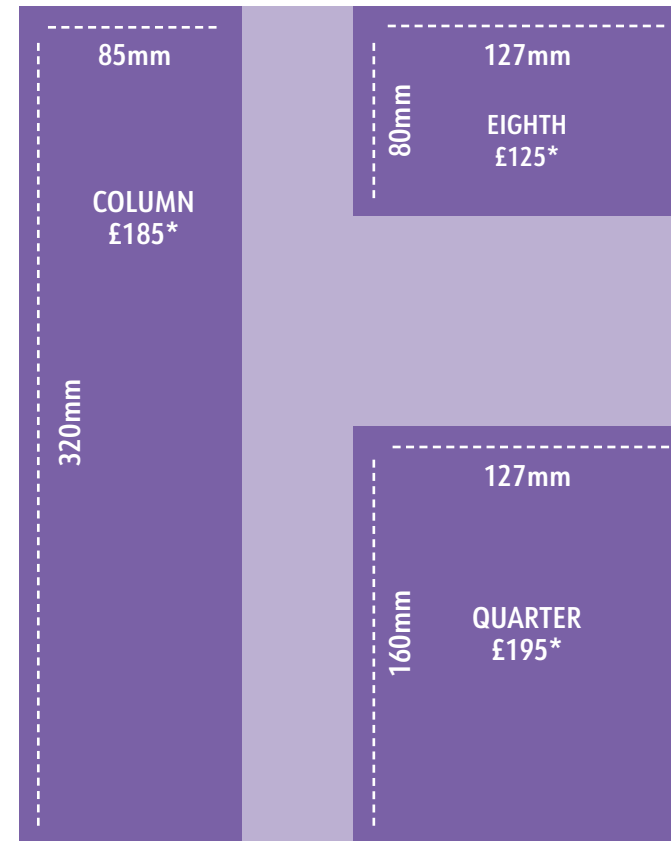 85mm
COLUMN
£185*
320mm
127mm
80mm
EIGHTH
£125*
127mm
160mm
QUARTER
£195*